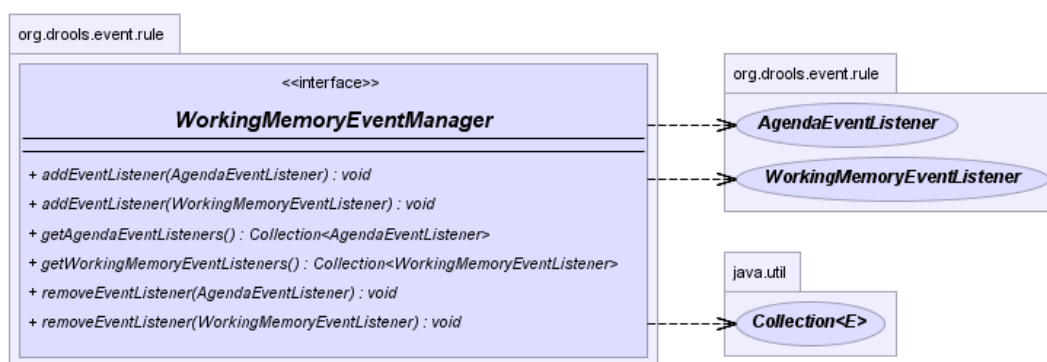 org.drools.event.rule
<<interface>>
WorkingMemoryEventManager
+ addEventListener(AgendaEventListener) : void
+ addEventListener(WorkingMemoryEventListener) : void
+ getAgendaEventListeners() : Collection<AgendaEventListener>
+ getWorkingMemoryEventListeners() : Collection<WorkingMemoryEventListener>
+ removeEventListener(AgendaEventListener) : void
+ removeEventListener(WorkingMemoryEventListener) : void
org.drools.event.rule
AgendaEventListener
WorkingMemoryEventListener
java.util
Collection<E>